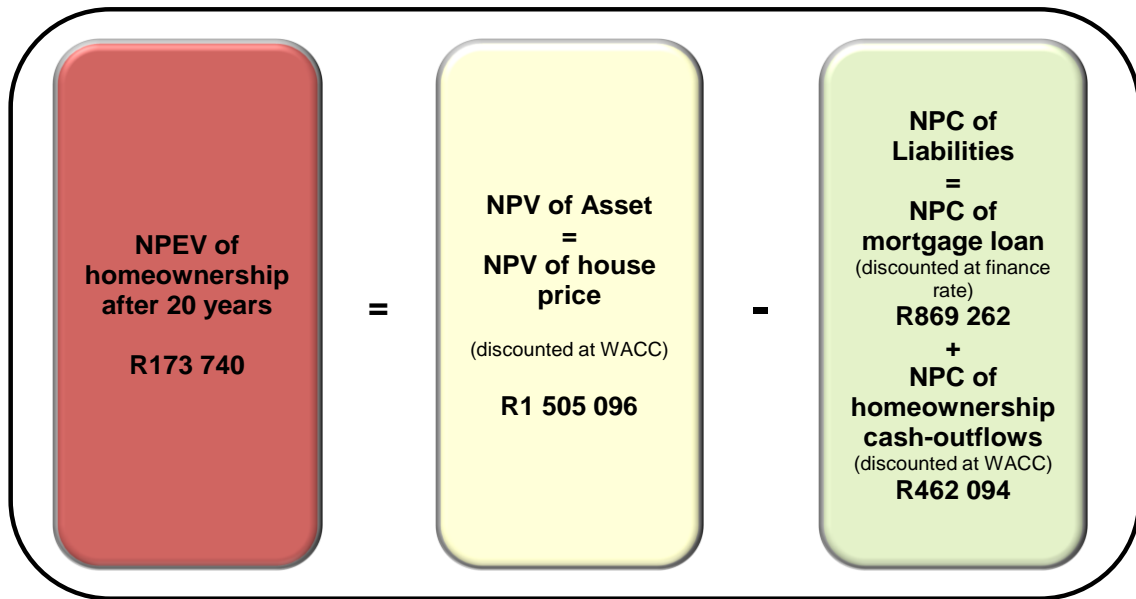 NPEV of
homeownership
after 20 years
R173 740
=
NPV of Asset
=
NPV of house
price
(discounted at WACC)
R1 505 096
-
NPC of
Liabilities
=
NPC of
mortgage loan
(discounted at finance
rate)
R869 262
+
NPC of
homeownership
cash-outflows
(discounted at WACC)
R462 094